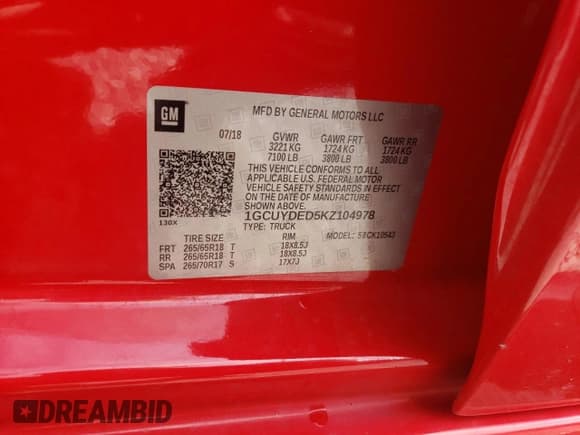 GM
MFD BY GENERAL MOTORS LLC
07/18 GVWR GAWR FRT GAWR RR
3221 KG 1724 KG 1724 KG
7100 LB 3800 LB 3800 LB
THIS VEHICLE CONFORMS TO ALL
APPLICABLE U.S. FEDERAL MOTOR
VEHICLE SAFETY STANDARDS IN EFFECT
ON THE DATE OF MANUFACTURE
SHOWN ABOVE.
1GCUYDED5KZ104978
130X TYPE: TRUCK MODEL:
TIRE SIZE RIM
FRT 265/65R18 T 18X8.5J
RR 265/65R18 T 18X8.5J
SPA 265/70R17 S 17X7J
DREAMBID